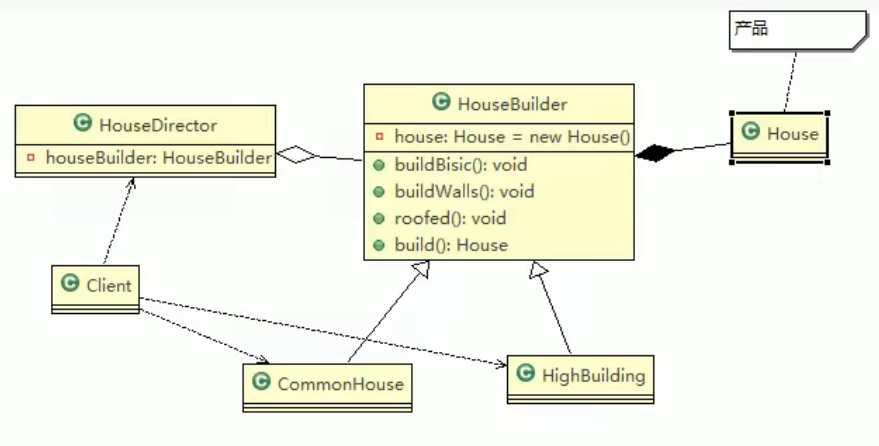 产品
HouseBuilder
HouseDirector
House
house: House = new House()
houseBuilder: HouseBuilder
buildBisic(): void
buildWalls(): void
roofed(): void
build(): House
Client
CommonHouse
HighBuilding